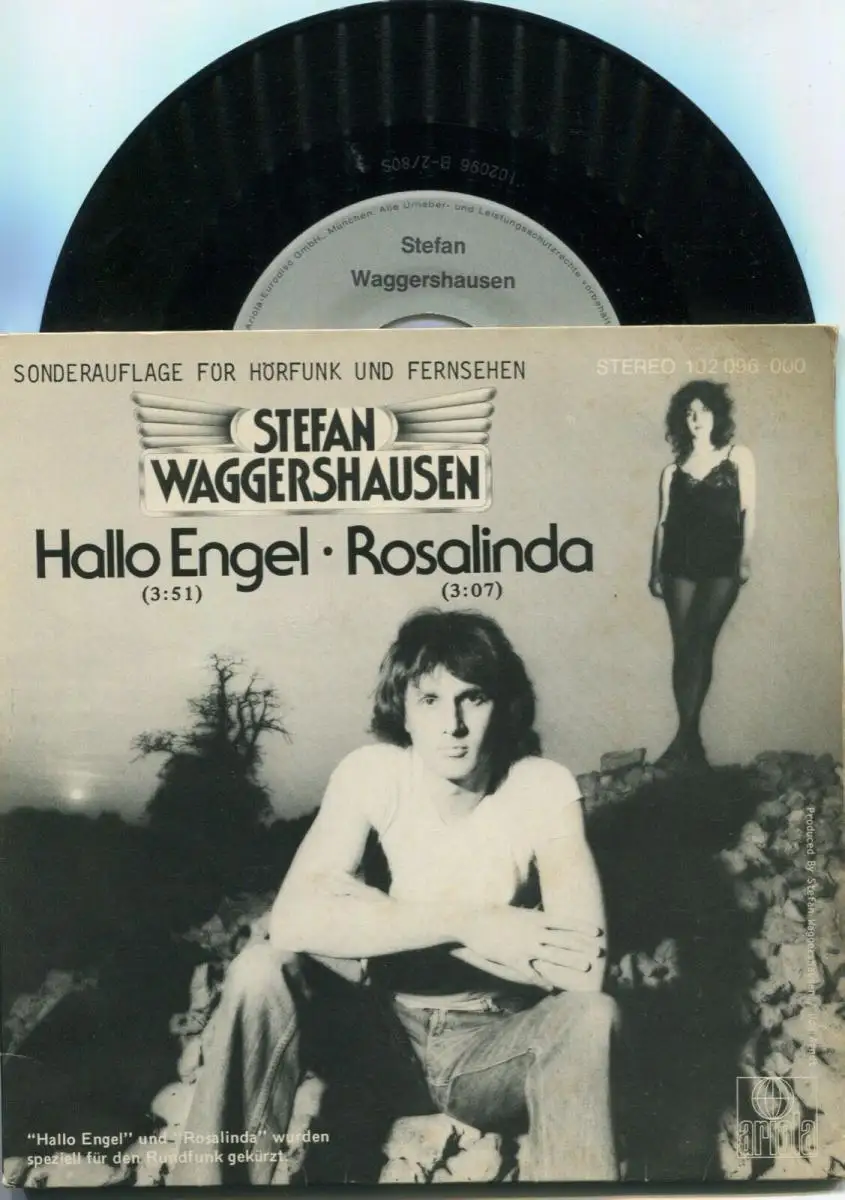 102096 B-2/80S
Ariola-Eurodisc GmbH., München. Alle Urheber- und Leistungsschutzrechte vorbehalt
Stefan
Waggershausen
SONDERAUFLAGE FÜR HÖRFUNK UND FERNSEHEN
STEREO 102 096-000
STEFAN
WAGGERSHAUSEN
Hallo Engel · Rosalinda
(3:51) (3:07)
Produced By Stefan Waggershausen
"Hallo Engel" und "Rosalinda" wurden
speziell für den Rundfunk gekürzt.
ariola